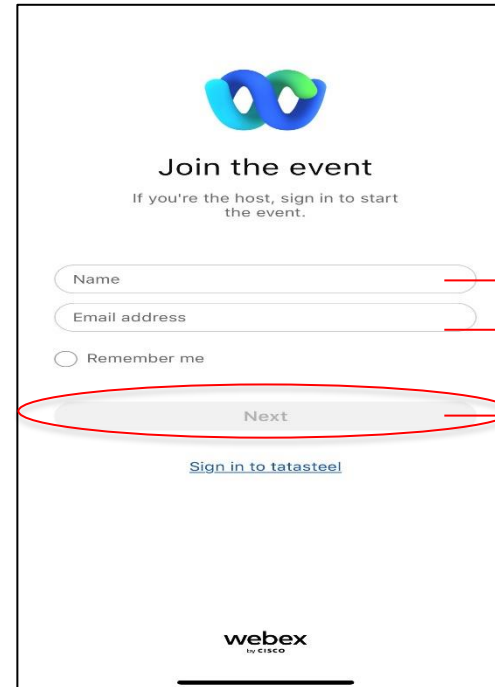 Join the event
If you're the host, sign in to start
the event.
Name
Email address
Remember me
Next
Sign in to tatasteel
webex
by CISCO